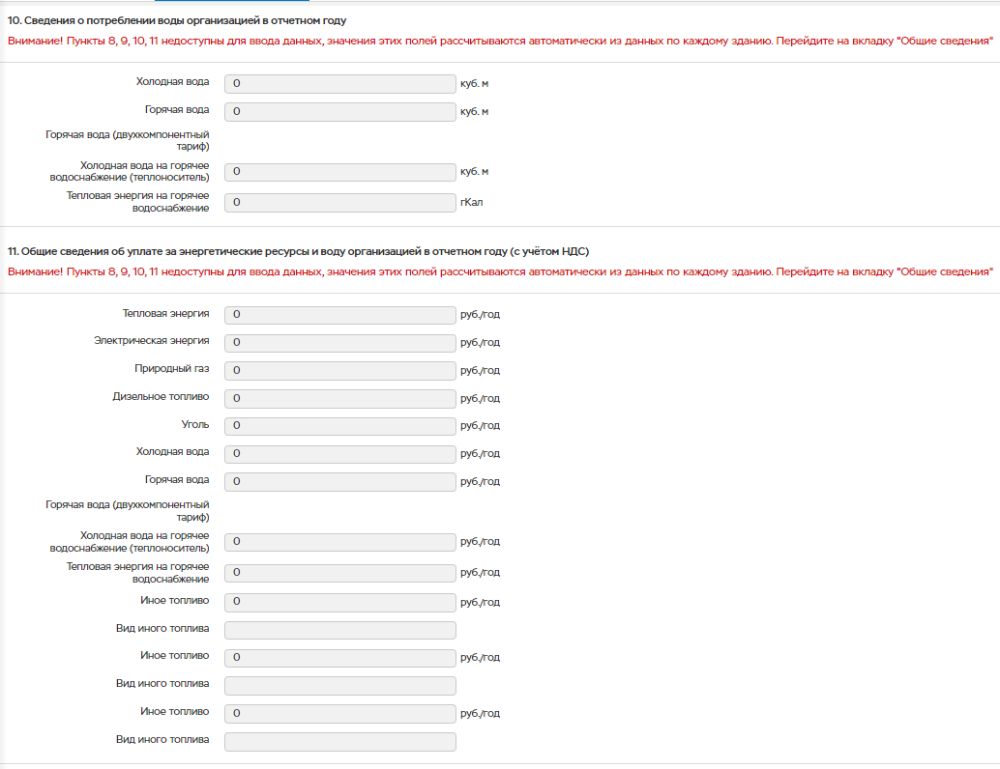 10. Сведения о потреблении воды организацией в отчетном году
Внимание! Пункты 8, 9, 10, 11 недоступны для ввода данных, значения этих полей рассчитываются автоматически из данных по каждому зданию. Перейдите на вкладку "Общие сведения"
Холодная вода 0 куб. м
Горячая вода 0 куб. м
Горячая вода (двухкомпонентный
тариф)
Холодная вода на горячее
водоснабжение (теплоноситель) 0 куб. м
Тепловая энергия на горячее
водоснабжение 0 гКал
11. Общие сведения об уплате за энергетические ресурсы и воду организацией в отчетном году (с учётом НДС)
Внимание! Пункты 8, 9, 10, 11 недоступны для ввода данных, значения этих полей рассчитываются автоматически из данных по каждому зданию. Перейдите на вкладку "Общие сведения"
Тепловая энергия 0 руб./год
Электрическая энергия 0 руб./год
Природный газ 0 руб./год
Дизельное топливо 0 руб./год
Уголь 0 руб./год
Холодная вода 0 руб./год
Горячая вода 0 руб./год
Горячая вода (двухкомпонентный
тариф)
Холодная вода на горячее
водоснабжение (теплоноситель) 0 руб./год
Тепловая энергия на горячее
водоснабжение 0 руб./год
Иное топливо 0 руб./год
Вид иного топлива
Иное топливо 0 руб./год
Вид иного топлива
Иное топливо 0 руб./год
Вид иного топлива